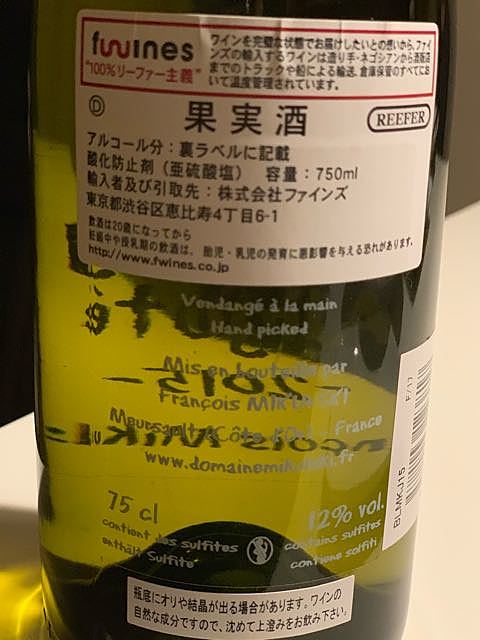 fwines
"100%リーファー主義"
ワインを完璧な状態でお届けしたいとの想いから、ファイ
ンズの輸入するワインは造り手・ネゴシアンから酒販店
までのトラックや船による輸送、倉庫保管のすべてにお
いて温度管理されています。
D
果実酒
REEFER
アルコール分：裏ラベルに記載
酸化防止剤（亜硫酸塩） 容量：750ml
輸入者及び引取先：株式会社ファインズ
東京都渋谷区恵比寿4丁目6-1
飲酒は20歳になってから
妊娠中や授乳期の飲酒は、胎児・乳児の発育に悪影響を与える恐れがあります。
http://www.fwines.co.jp
Vendangé à la main
Hand picked
Mis en bouteille par
François
Meursault - Côte d'Or - France
www.domainemikulski.fr
75 cl
12% vol.
contient des sulfites
contains sulfites
enthält Sulfite
contiene solfiti
F/17
BLMKJ15
瓶底にオリや結晶が出る場合があります。ワインの
自然な成分ですので、沈めて上澄みをお飲み下さい。